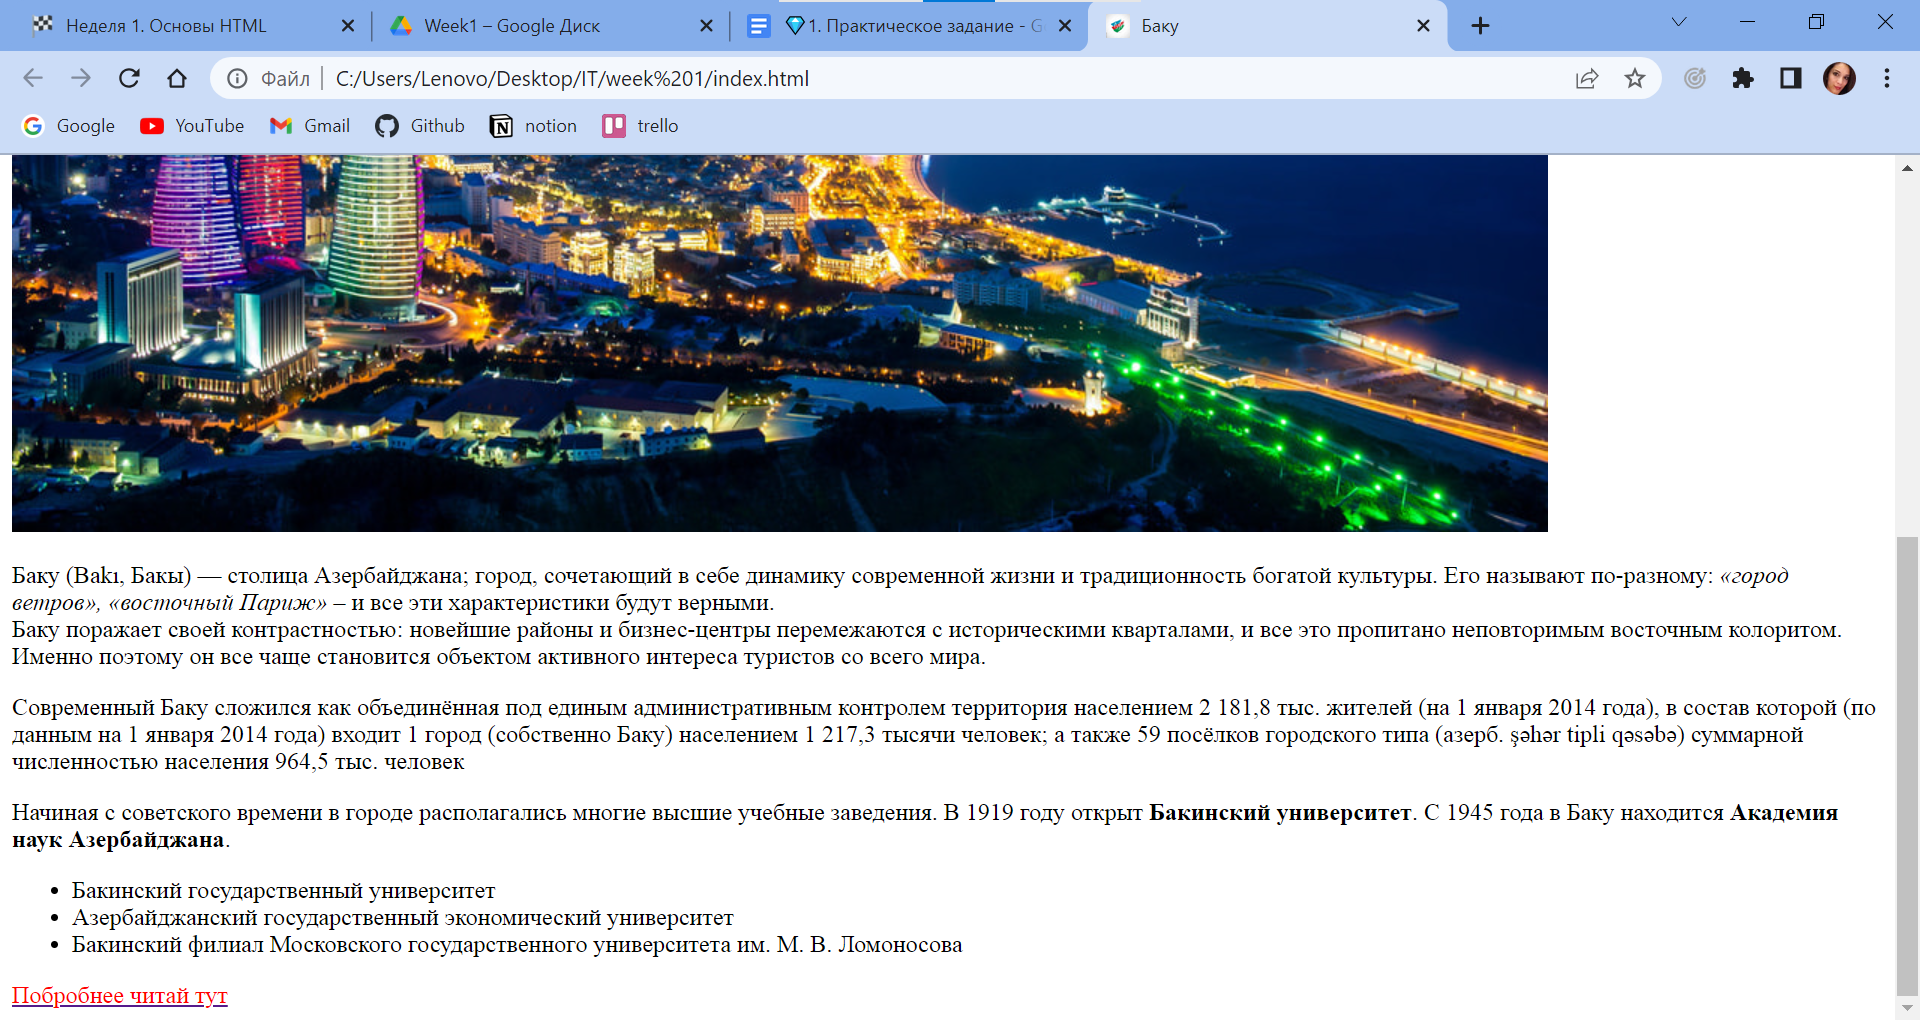 Неделя 1. Основы HTML
Week1 – Google Диск
1. Практическое задание - Go
Баку
Файл
C:/Users/Lenovo/Desktop/IT/week%201/index.html
Google
YouTube
Gmail
Github
notion
trello
Баку (Bakı, Бакы) — столица Азербайджана; город, сочетающий в себе динамику современной жизни и традиционность богатой культуры. Его называют по-разному: «город
ветров», «восточный Париж» – и все эти характеристики будут верными.
Баку поражает своей контрастностью: новейшие районы и бизнес-центры перемежаются с историческими кварталами, и все это пропитано неповторимым восточным колоритом.
Именно поэтому он все чаще становится объектом активного интереса туристов со всего мира.
Современный Баку сложился как объединённая под единым административным контролем территория населением 2 181,8 тыс. жителей (на 1 января 2014 года), в состав которой (по
данным на 1 января 2014 года) входит 1 город (собственно Баку) населением 1 217,3 тысячи человек; а также 59 посёлков городского типа (азерб. şəhər tipli qəsəbə) суммарной
численностью населения 964,5 тыс. человек
Начиная с советского времени в городе располагались многие высшие учебные заведения. В 1919 году открыт Бакинский университет. С 1945 года в Баку находится Академия
наук Азербайджана.
• Бакинский государственный университет
• Азербайджанский государственный экономический университет
• Бакинский филиал Московского государственного университета им. М. В. Ломоносова
Побробнее читай тут